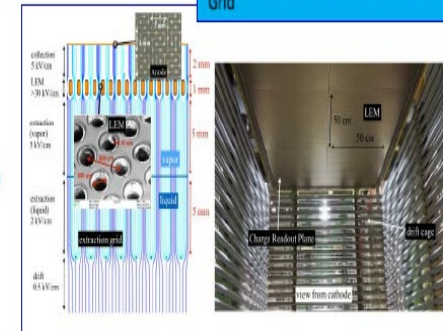 Grid
collection
5 kV/cm
LEM
>30 kV/cm
extraction
(vapor)
3 kV/cm
extraction
(liquid)
2 kV/cm
drift
0.5 kV/cm
Anode
LEM
vapor
liquid
extraction grid
2 mm
1 mm
5 mm
5 mm
LEM
50 cm
50 cm
Charge Readout Plane
drift cage
view from cathode